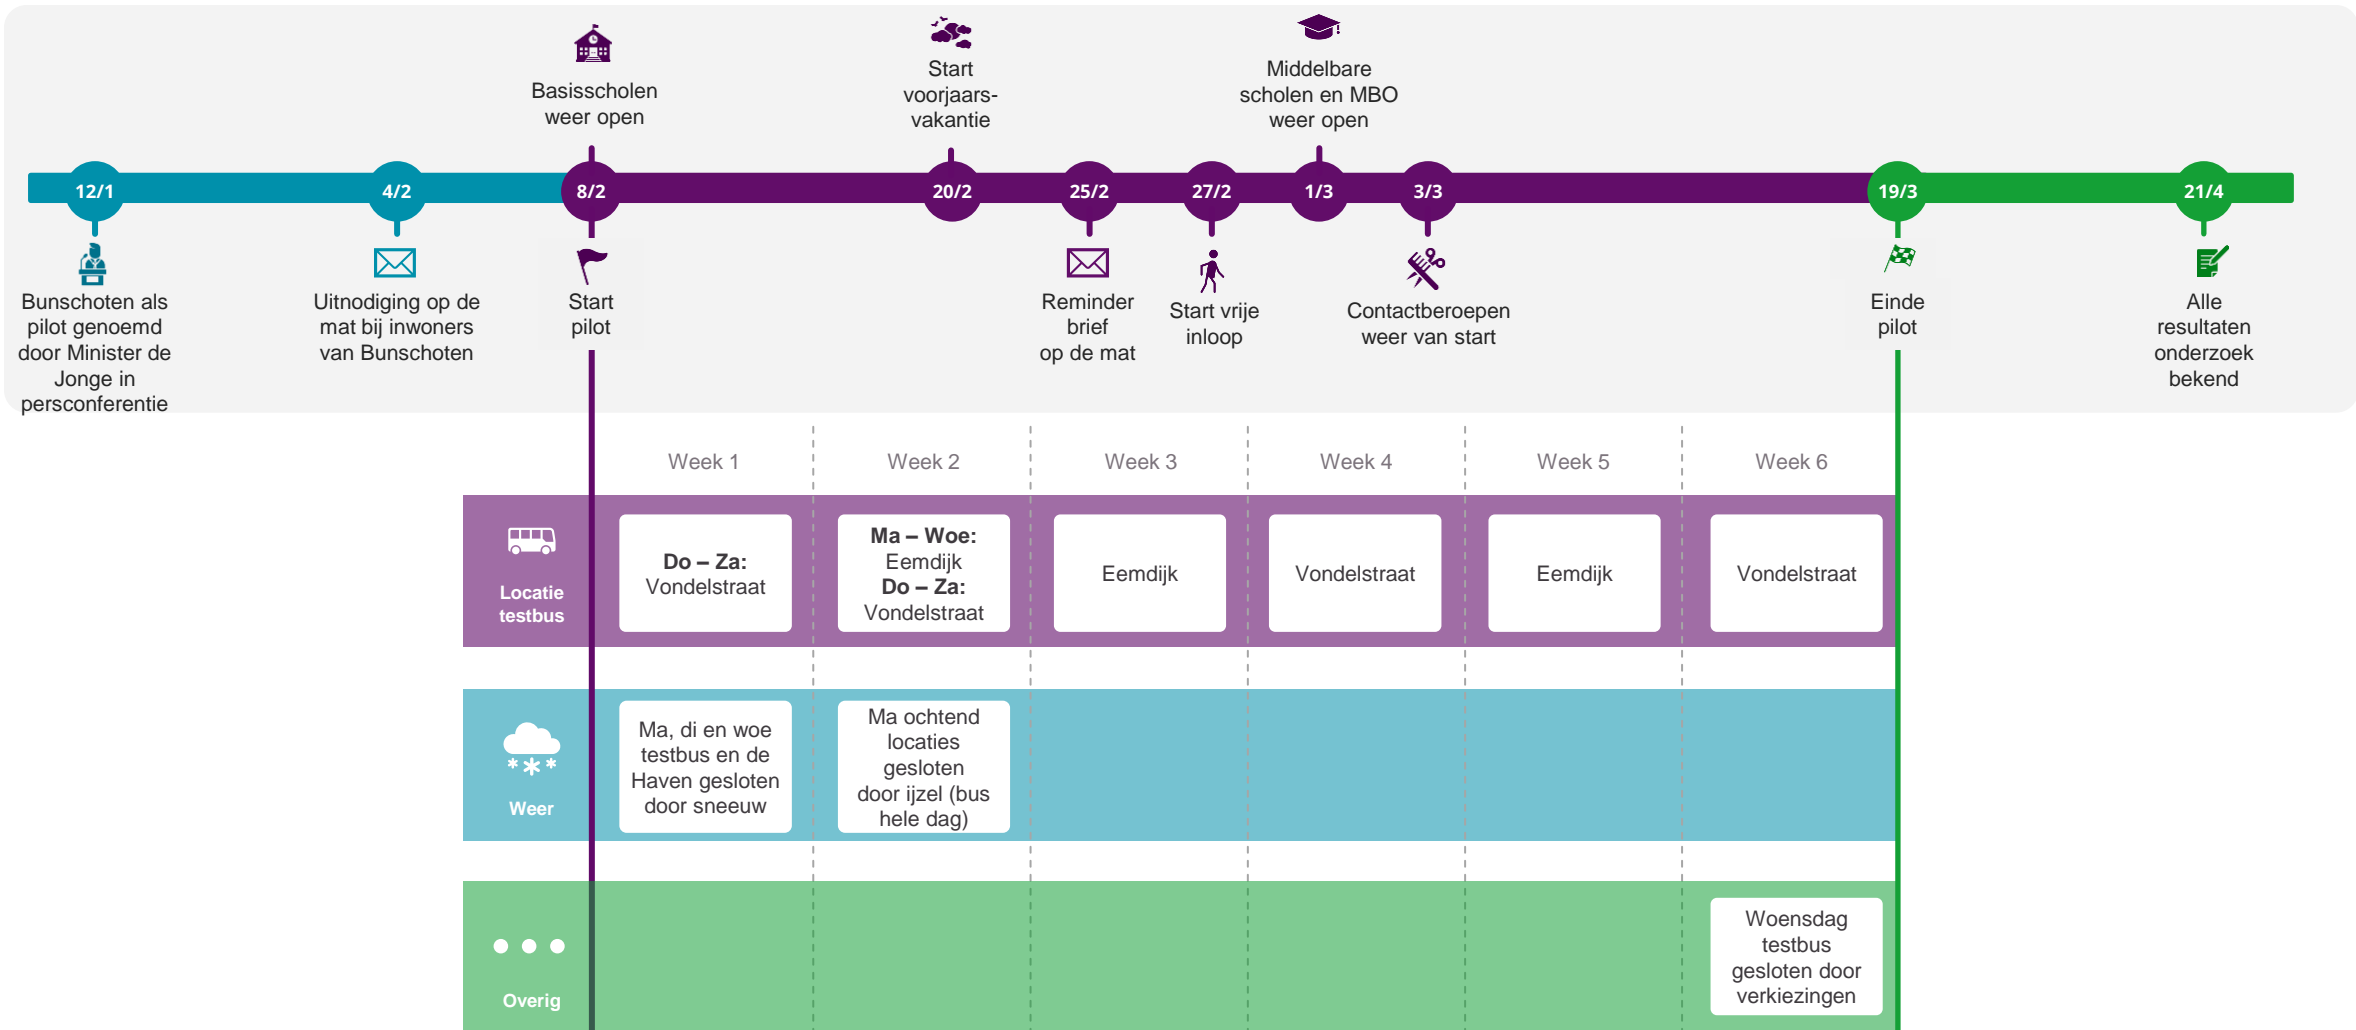 Basisscholen
weer open
Start
voorjaars-
vakantie
Middelbare
scholen en MBO
weer open
12/1
4/2
8/2
20/2
25/2
27/2
1/3
3/3
19/3
21/4
Bunschoten als
pilot genoemd
door Minister de
Jonge in
persconferentie
Uitnodiging op de
mat bij inwoners
van Bunschoten
Start
pilot
Reminder
brief
op de mat
Start vrije
inloop
Contactberoepen
weer van start
Einde
pilot
Alle
resultaten
onderzoek
bekend
Week 1
Week 2
Week 3
Week 4
Week 5
Week 6
Locatie
testbus
Do – Za:
Vondelstraat
Ma – Woe:
Eemdijk
Do – Za:
Vondelstraat
Eemdijk
Vondelstraat
Eemdijk
Vondelstraat
Weer
Ma, di en woe
testbus en de
Haven gesloten
door sneeuw
Ma ochtend
locaties
gesloten
door ijzel (bus
hele dag)
Overig
Woensdag
testbus
gesloten door
verkiezingen